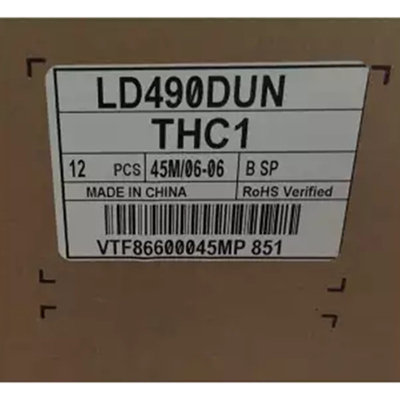 LD490DUN
THC1
12 PCS 45M/06-06 B SP
MADE IN CHINA RoHS Verified
VTF86600045MP 851